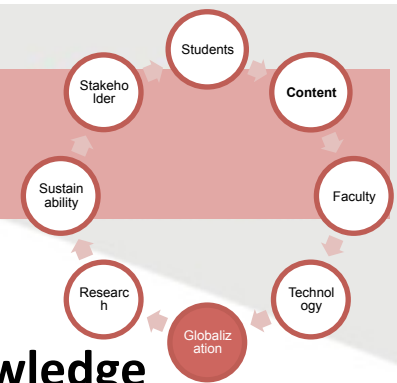 Students
Content
Faculty
Technol
ogy
Globaliz
ation
Researc
h
Sustain
ability
Stakeho
lder
wledge